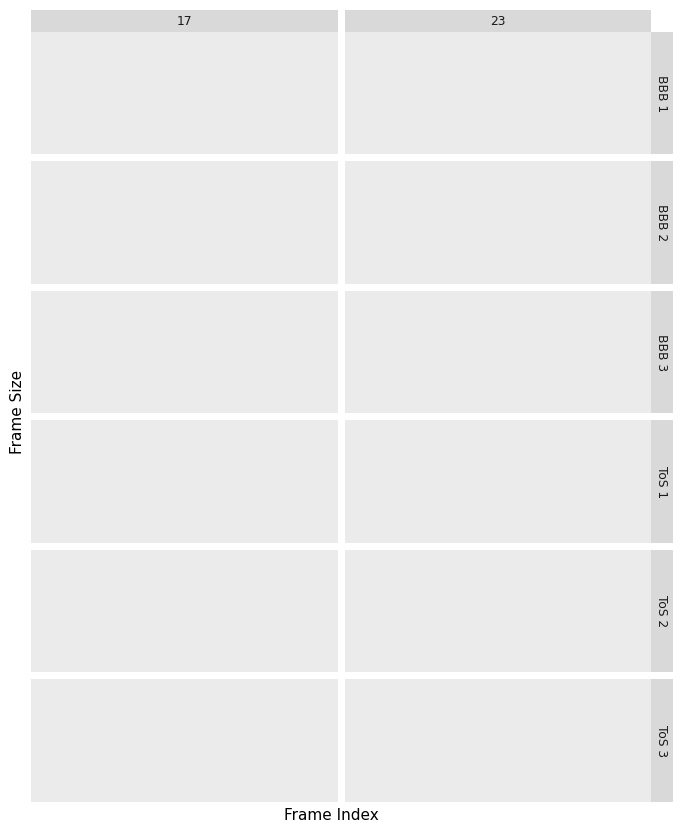 17
23
BBB 1
BBB 2
BBB 3
ToS 1
ToS 2
ToS 3
Frame Size
Frame Index